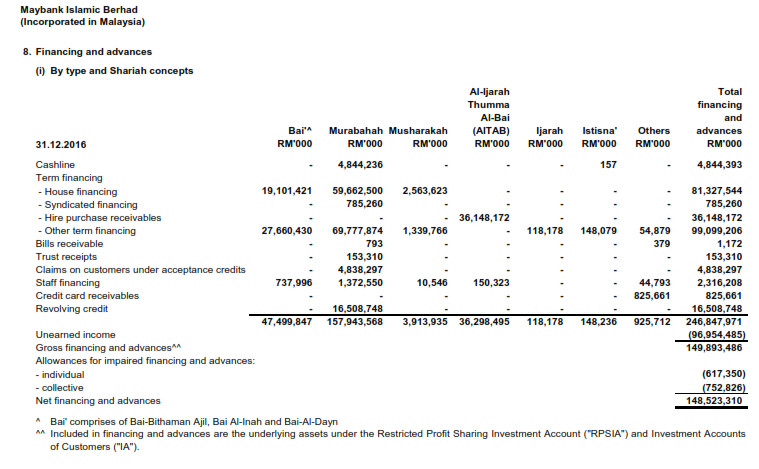 Maybank Islamic Berhad
(Incorporated in Malaysia)
8. Financing and advances
(i) By type and Shariah concepts
Al-Ijarah Total
Thumma financing
Al-Bai and
Bai'^ Murabahah Musharakah (AITAB) Ijarah Istisna' Others advances
31.12.2016 RM'000 RM'000 RM'000 RM'000 RM'000 RM'000 RM'000 RM'000
Cashline - 4,844,236 - - - 157 - 4,844,393
Term financing
- House financing 19,101,421 59,662,500 2,563,623 - - - - 81,327,544
- Syndicated financing - 785,260 - - - - - 785,260
- Hire purchase receivables - - - 36,148,172 - - - 36,148,172
- Other term financing 27,660,430 69,777,874 1,339,766 - 118,178 148,079 54,879 99,099,206
Bills receivable - 793 - - - - 379 1,172
Trust receipts - 153,310 - - - - - 153,310
Claims on customers under acceptance credits - 4,838,297 - - - - - 4,838,297
Staff financing 737,996 1,372,550 10,546 150,323 - - 44,793 2,316,208
Credit card receivables - - - - - - 825,661 825,661
Revolving credit - 16,508,748 - - - - - 16,508,748
47,499,847 157,943,568 3,913,935 36,298,495 118,178 148,236 925,712 246,847,971
Unearned income (96,954,485)
Gross financing and advances^^ 149,893,486
Allowances for impaired financing and advances:
- individual (617,350)
- collective (752,826)
Net financing and advances 148,523,310
^ Bai' comprises of Bai-Bithaman Ajil, Bai Al-Inah and Bai-Al-Dayn
^^ Included in financing and advances are the underlying assets under the Restricted Profit Sharing Investment Account ("RPSIA") and Investment Accounts
of Customers ("IA").